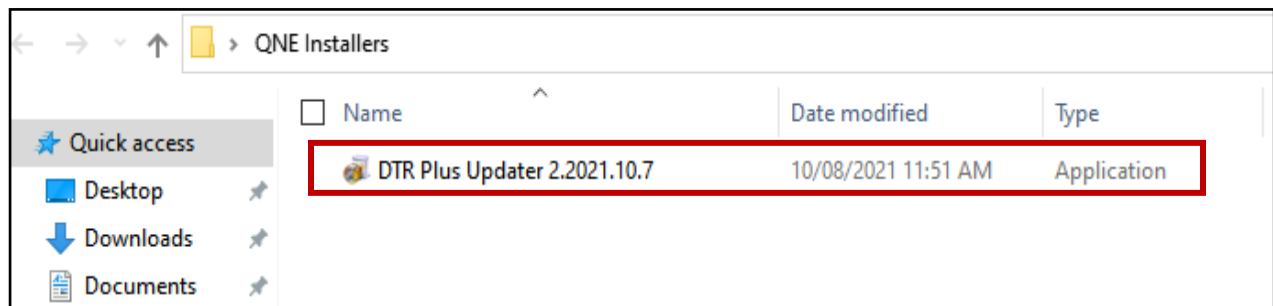 QNE Installers
Name Date modified Type
Quick access
DTR Plus Updater 2.2021.10.7 10/08/2021 11:51 AM Application
Desktop
Downloads
Documents